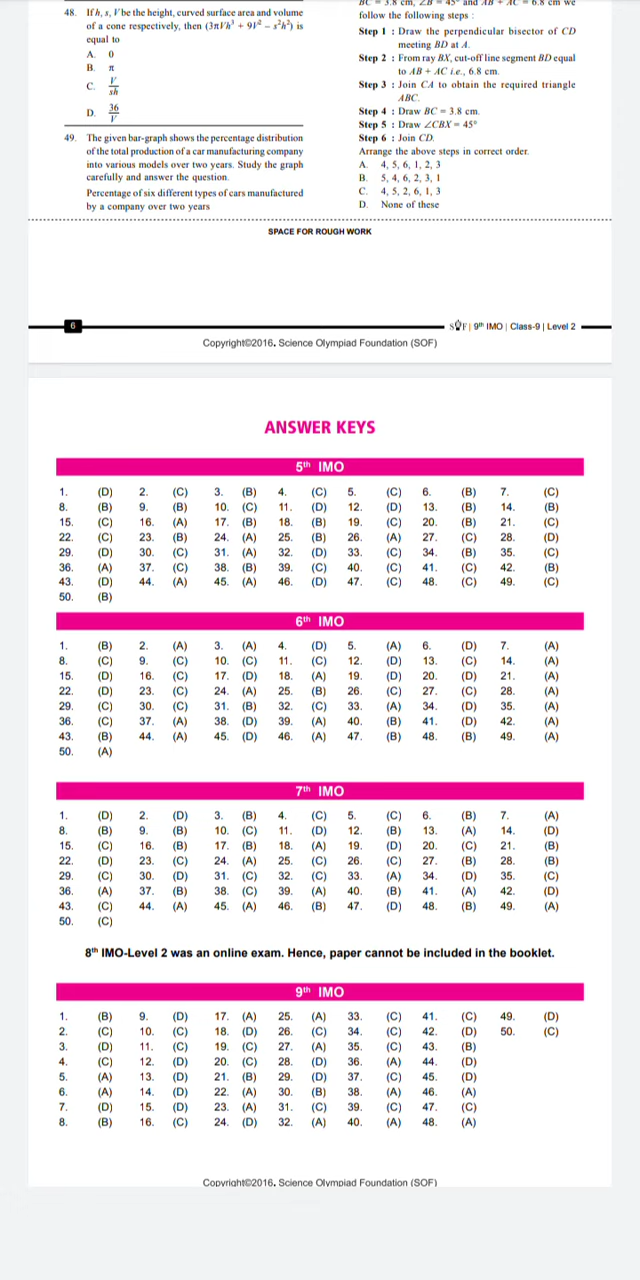 48. If h, s, V be the height, curved surface area and volume
of a cone respectively, then (3πVh³ + 9V² – s²h²) is
equal to
A. 0
B. π
C. V/sh
D. 36/V
49. The given bar-graph shows the percentage distribution
of the total production of a car manufacturing company
into various models over two years. Study the graph
carefully and answer the question.
Percentage of six different types of cars manufactured
by a company over two years
BC = 3.8 cm, ∠B = 45° and AB + AC = 6.8 cm we
follow the following steps :
Step 1 : Draw the perpendicular bisector of CD
meeting BD at A.
Step 2 : From ray BX, cut-off line segment BD equal
to AB + AC i.e., 6.8 cm.
Step 3 : Join CA to obtain the required triangle
ABC.
Step 4 : Draw BC = 3.8 cm.
Step 5 : Draw ∠CBX = 45°
Step 6 : Join CD.
Arrange the above steps in correct order.
A. 4, 5, 6, 1, 2, 3
B. 5, 4, 6, 2, 3, 1
C. 4, 5, 2, 6, 1, 3
D. None of these
SPACE FOR ROUGH WORK
6
SOF | 9th IMO | Class-9 | Level 2
Copyright©2016. Science Olympiad Foundation (SOF)
ANSWER KEYS
5th IMO
1. (D) 2. (C) 3. (B) 4. (C) 5. (C) 6. (B) 7. (C)
8. (B) 9. (B) 10. (C) 11. (D) 12. (D) 13. (B) 14. (B)
15. (C) 16. (A) 17. (B) 18. (B) 19. (C) 20. (B) 21. (C)
22. (C) 23. (B) 24. (A) 25. (B) 26. (A) 27. (C) 28. (D)
29. (D) 30. (C) 31. (A) 32. (D) 33. (C) 34. (B) 35. (C)
36. (A) 37. (C) 38. (B) 39. (C) 40. (C) 41. (C) 42. (B)
43. (D) 44. (A) 45. (A) 46. (D) 47. (C) 48. (C) 49. (C)
50. (B)
6th IMO
1. (B) 2. (A) 3. (A) 4. (D) 5. (A) 6. (D) 7. (A)
8. (C) 9. (C) 10. (C) 11. (C) 12. (D) 13. (C) 14. (A)
15. (D) 16. (C) 17. (D) 18. (A) 19. (D) 20. (D) 21. (A)
22. (D) 23. (C) 24. (A) 25. (B) 26. (C) 27. (C) 28. (A)
29. (C) 30. (C) 31. (B) 32. (C) 33. (A) 34. (D) 35. (A)
36. (C) 37. (A) 38. (D) 39. (A) 40. (B) 41. (D) 42. (A)
43. (B) 44. (A) 45. (D) 46. (A) 47. (B) 48. (B) 49. (A)
50. (A)
7th IMO
1. (D) 2. (D) 3. (B) 4. (C) 5. (C) 6. (B) 7. (A)
8. (B) 9. (B) 10. (C) 11. (D) 12. (B) 13. (A) 14. (D)
15. (C) 16. (B) 17. (B) 18. (A) 19. (D) 20. (C) 21. (B)
22. (D) 23. (C) 24. (A) 25. (C) 26. (C) 27. (B) 28. (B)
29. (C) 30. (D) 31. (C) 32. (C) 33. (A) 34. (D) 35. (C)
36. (A) 37. (B) 38. (C) 39. (A) 40. (B) 41. (A) 42. (D)
43. (C) 44. (A) 45. (A) 46. (B) 47. (D) 48. (B) 49. (A)
50. (C)
8th IMO-Level 2 was an online exam. Hence, paper cannot be included in the booklet.
9th IMO
1. (B) 9. (D) 17. (A) 25. (A) 33. (C) 41. (C) 49. (D)
2. (C) 10. (C) 18. (D) 26. (C) 34. (C) 42. (D) 50. (C)
3. (D) 11. (C) 19. (C) 27. (A) 35. (C) 43. (B)
4. (C) 12. (D) 20. (C) 28. (D) 36. (A) 44. (D)
5. (A) 13. (D) 21. (B) 29. (D) 37. (C) 45. (D)
6. (A) 14. (D) 22. (A) 30. (B) 38. (A) 46. (A)
7. (D) 15. (D) 23. (A) 31. (C) 39. (C) 47. (C)
8. (B) 16. (C) 24. (D) 32. (A) 40. (A) 48. (A)
Copyright©2016. Science Olympiad Foundation (SOF)